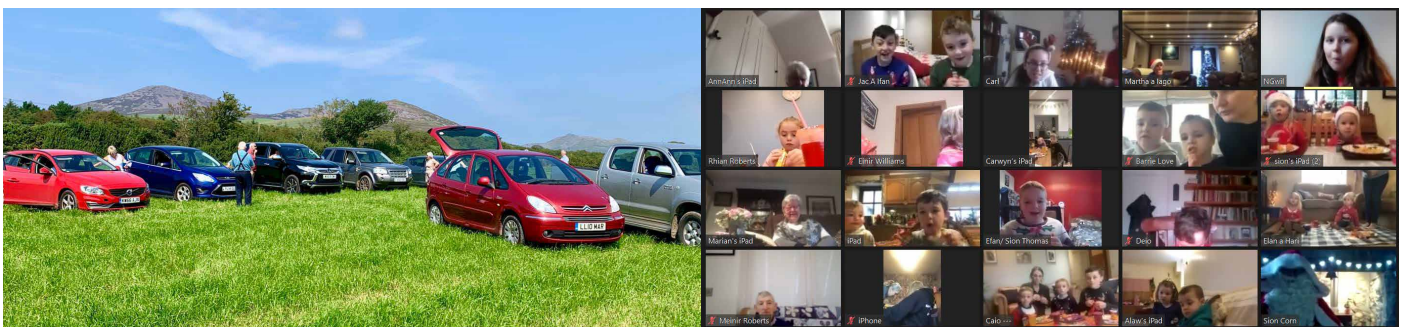 LL10 MAR
AnnAnn's iPad
Jac A Ifan
Carl
Martha a Iago
NGwil
Rhian Roberts
Einir Williams
Carwyn's iPad
Barrie Love
sion's iPad (2)
Marian's iPad
iPad
Efan/ Sion Thomas
Deio
Elan a Hari
Meinir Roberts
iPhone
Caio ---
Alaw's iPad
Sion Corn